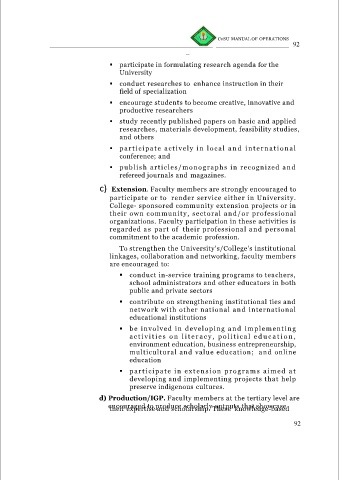 CvSU MANUAL OF OPERATIONS
92
• participate in formulating research agenda for the
University
• conduct researches to enhance instruction in their
field of specialization
• encourage students to become creative, innovative and
productive researchers
• study recently published papers on basic and applied
researches, materials development, feasibility studies,
and others
• participate actively in local and international
conference; and
• publish articles/monographs in recognized and
refereed journals and magazines.
c) Extension. Faculty members are strongly encouraged to
participate or to render service either in University.
College- sponsored community extension projects or in
their own community, sectoral and/or professional
organizations. Faculty participation in these activities is
regarded as part of their professional and personal
commitment to the academic profession.
To strengthen the University's/College's institutional
linkages, collaboration and networking, faculty members
are encouraged to:
• conduct in-service training programs to teachers,
school administrators and other educators in both
public and private sectors
• contribute on strengthening institutional ties and
network with other national and international
educational institutions
• be involved in developing and implementing
activities on literacy, political education,
environment education, business entrepreneurship,
multicultural and value education; and online
education
• participate in extension programs aimed at
developing and implementing projects that help
preserve indigenous cultures.
d) Production/IGP. Faculty members at the tertiary level are
encouraged to produce scholarly outputs that showcase
their expertise and scholarship. These knowledge-based
92